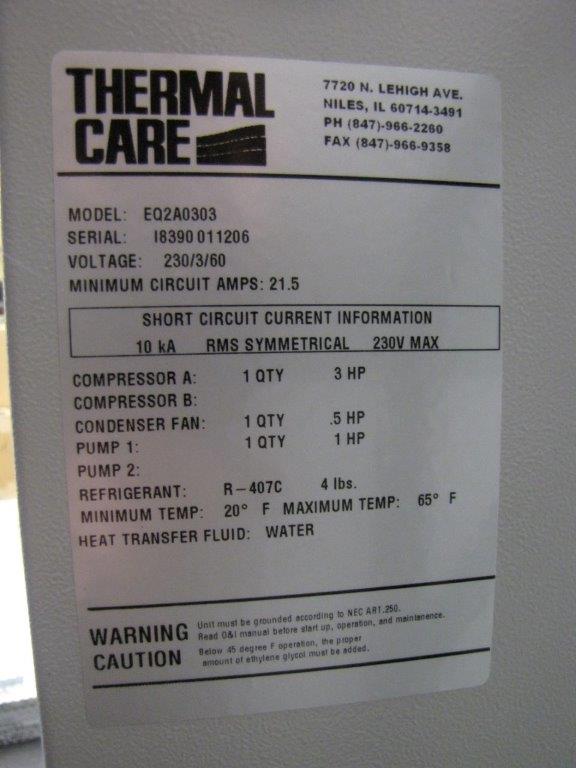 THERMAL
CARE
7720 N. LEHIGH AVE.
NILES, IL 60714-3491
PH (847)-966-2260
FAX (847)-966-9358
MODEL: EQ2A0303
SERIAL: I8390 011206
VOLTAGE: 230/3/60
MINIMUM CIRCUIT AMPS: 21.5
SHORT CIRCUIT CURRENT INFORMATION
10 kA RMS SYMMETRICAL 230V MAX
COMPRESSOR A: 1 QTY 3 HP
COMPRESSOR B:
CONDENSER FAN: 1 QTY .5 HP
PUMP 1: 1 QTY 1 HP
PUMP 2:
REFRIGERANT: R-407C 4 lbs.
MINIMUM TEMP: 20° F MAXIMUM TEMP: 65° F
HEAT TRANSFER FLUID: WATER
WARNING
CAUTION
Unit must be grounded according to NEC ART.250.
Read O&I manual before start up, operation, and maintanence.
Below 45 degree F operation, the proper
amount of ethylene glycol must be added.